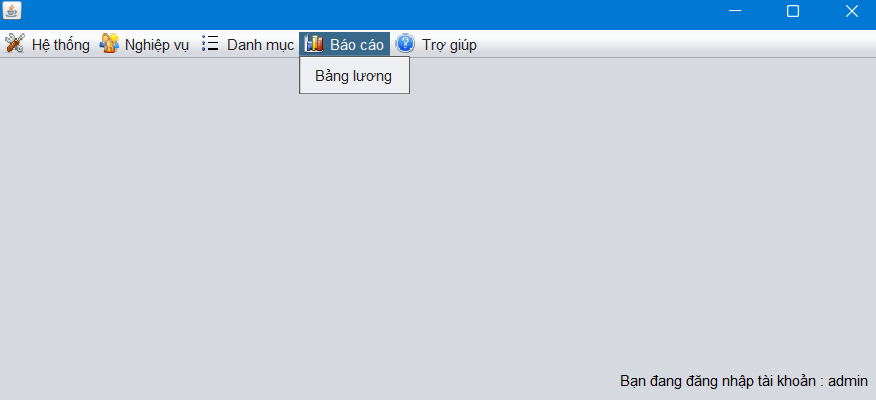 Hệ thống Nghiệp vụ Danh mục Báo cáo Trợ giúp
Bảng lương
Bạn đang đăng nhập tài khoản : admin